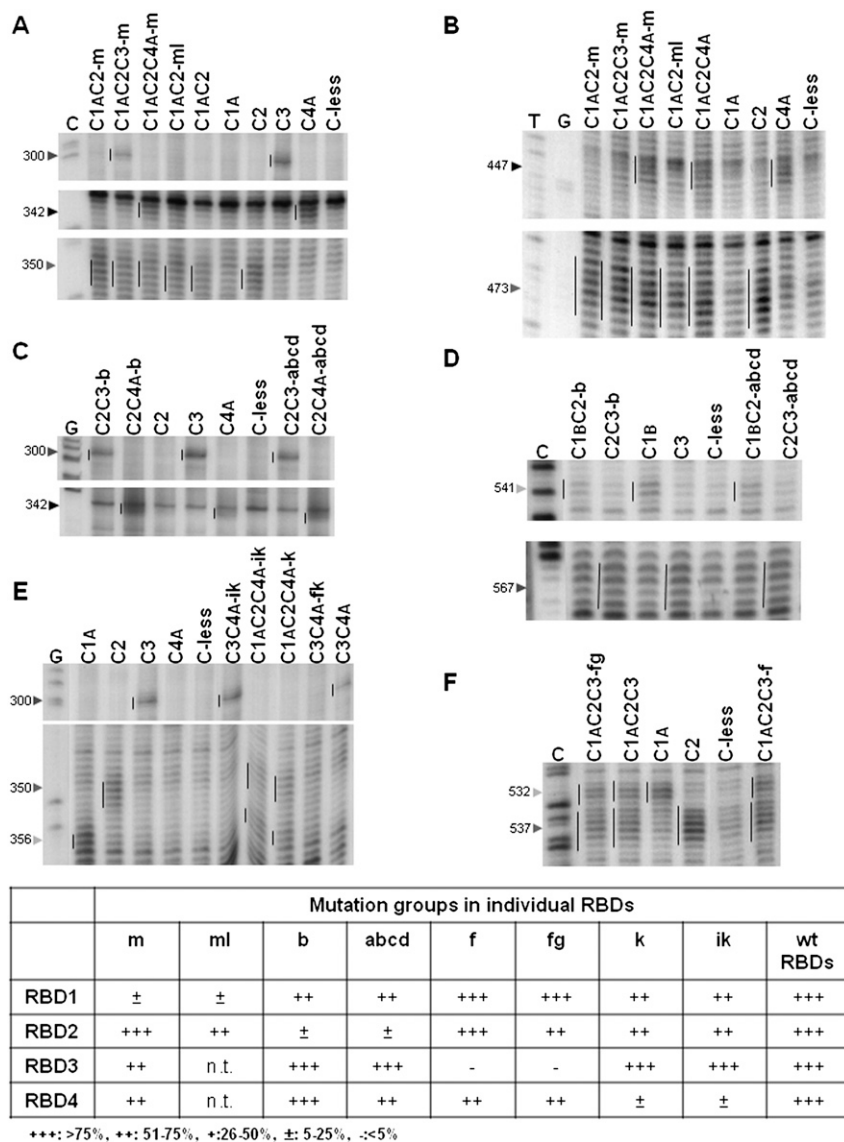 A
C C1AC2-m C1AC2C3-m C1AC2C4A-m C1AC2-ml C1AC2 C1A C2 C3 C4A C-less
300
342
350
B
T G C1AC2-m C1AC2C3-m C1AC2C4A-m C1AC2-ml C1AC2C4A C1A C2 C4A C-less
447
473
C
G C2C3-b C2C4A-b C2 C3 C4A C-less C2C3-abcd C2C4A-abcd
300
342
D
C C1BC2-b C2C3-b C1B C3 C-less C1BC2-abcd C2C3-abcd
541
567
E
G C1A C2 C3 C4A C-less C3C4A-ik C1AC2C4A-ik C1AC2C4A-k C3C4A-fk C3C4A
300
350
356
F
C C1AC2C3-fg C1AC2C3 C1A C2 C-less C1AC2C3-f
532
537
Mutation groups in individual RBDs
m ml b abcd f fg k ik wt RBDs
RBD1 ± ± ++ ++ +++ +++ ++ ++ +++
RBD2 +++ ++ ± ± +++ ++ ++ ++ +++
RBD3 ++ n.t. +++ +++ - - +++ +++ +++
RBD4 ++ n.t. +++ ++ ++ ++ ± ± +++
+++: >75%, ++: 51-75%, +:26-50%, ±: 5-25%, -:<5%